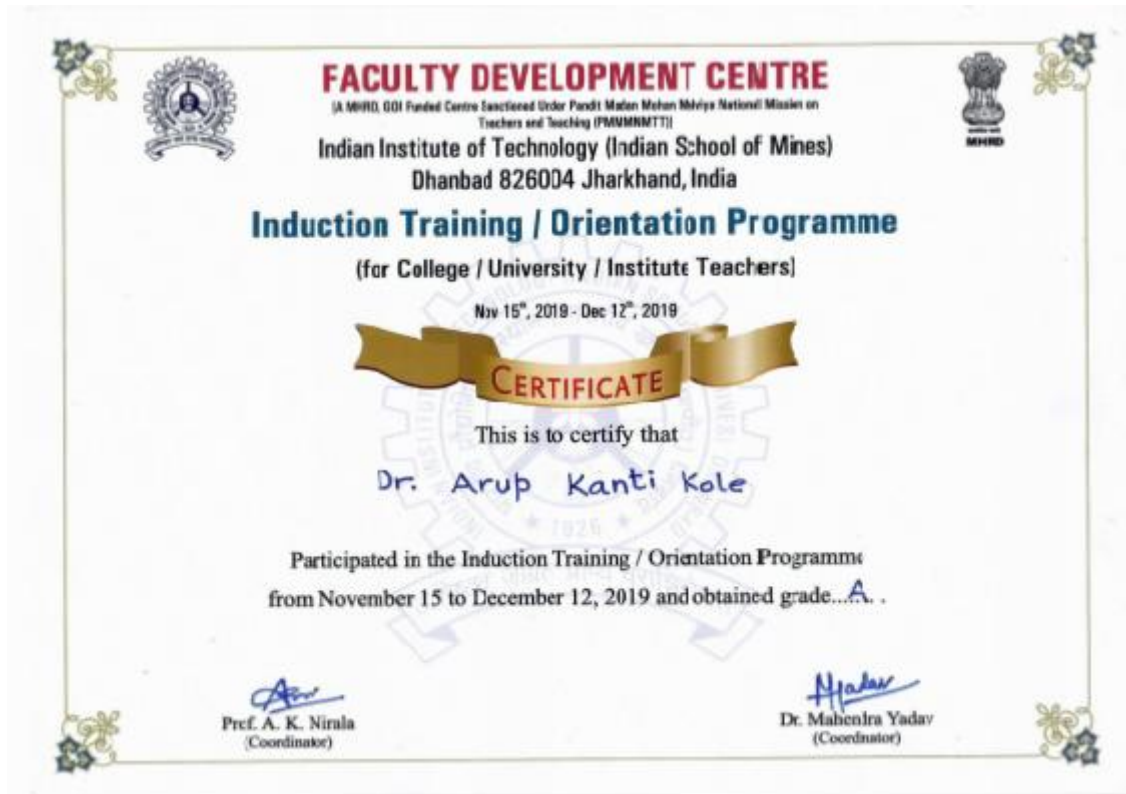 FACULTY DEVELOPMENT CENTRE
[A MHRD, GOI Funded Centre Sanctioned Under Pandit Madan Mohan Malviya National Mission on
Teachers and Teaching (PMMMNMTT)]
Indian Institute of Technology (Indian School of Mines)
Dhanbad 826004 Jharkhand, India
MHRD
Induction Training / Orientation Programme
(for College / University / Institute Teachers)
Nov 15th, 2019 - Dec 12th, 2019
CERTIFICATE
This is to certify that
Dr. Arup Kanti Kole
1926
Participated in the Induction Training / Orientation Programme
from November 15 to December 12, 2019 and obtained grade.....A. .
Prof. A. K. Nirala
(Coordinator)
Dr. Mahendra Yadav
(Coordinator)